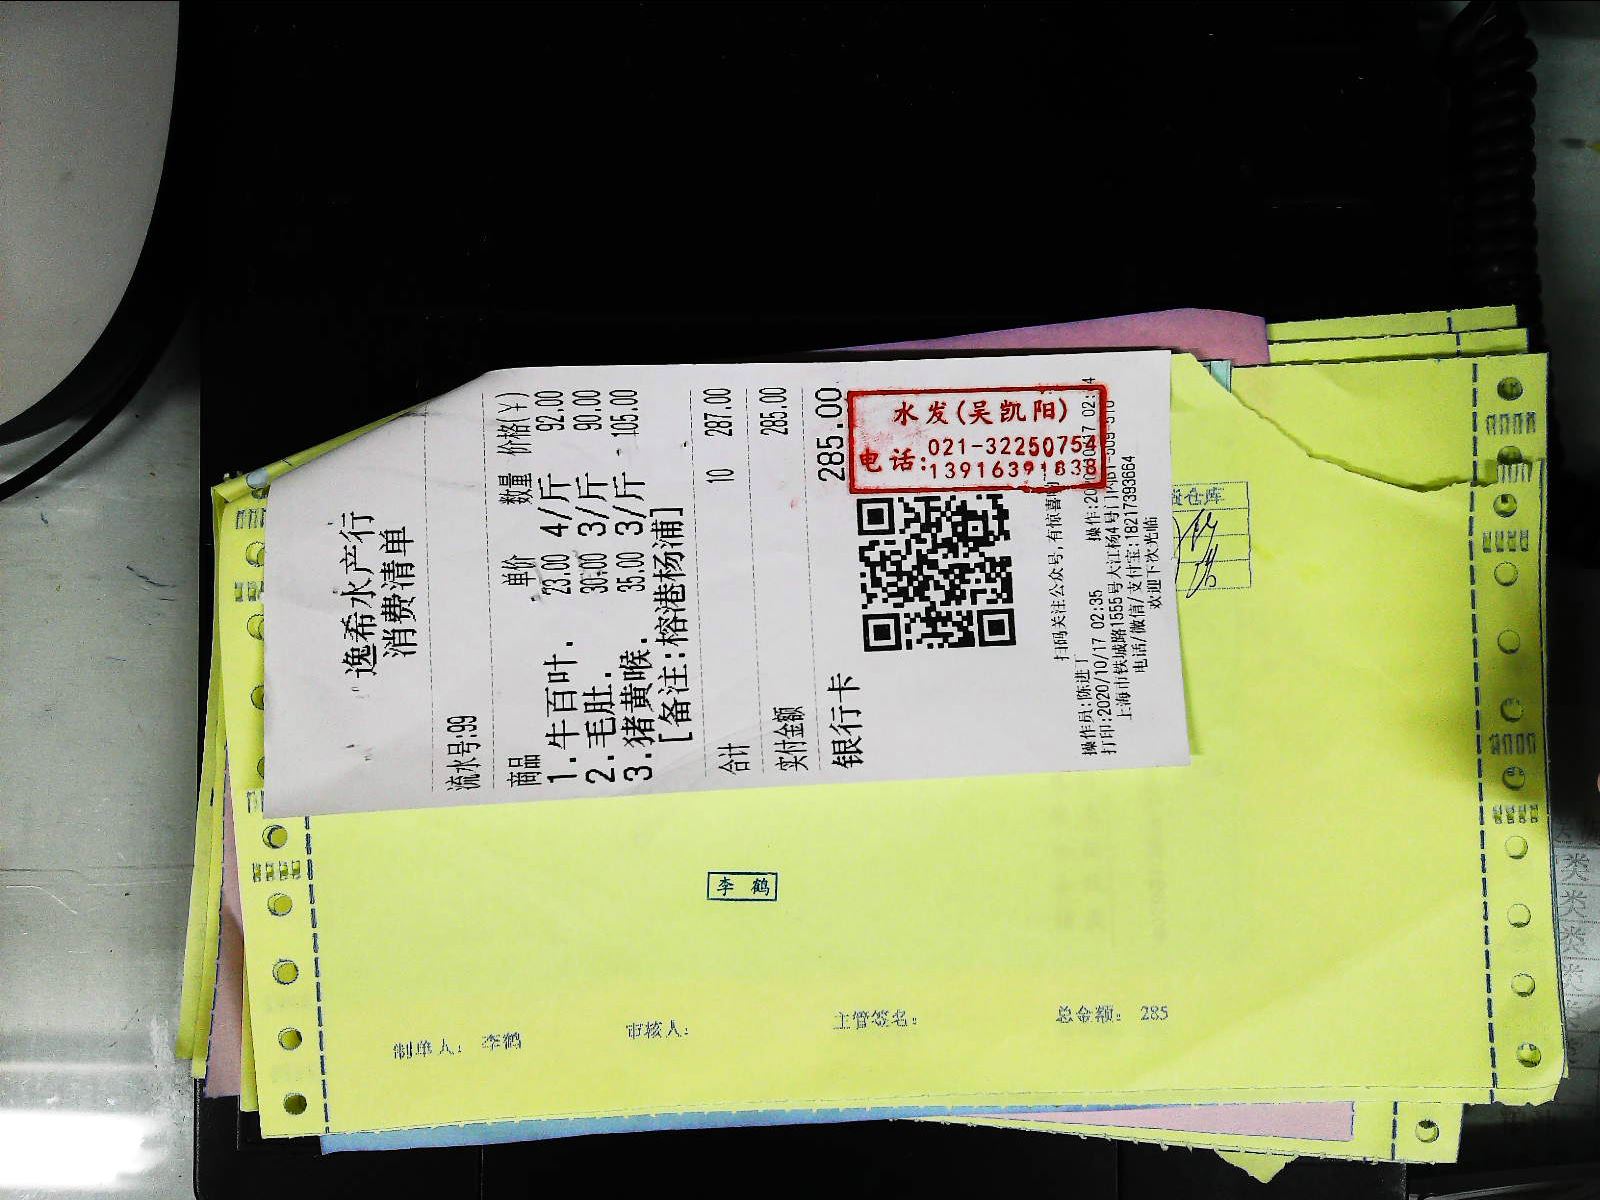 逸希水产行
消费清单
流水号:99
商品 单价 数量 价格(¥)
1.牛百叶. 23.00 4/斤 92.00
2.毛肚. 30.00 3/斤 90.00
3.猪黄喉. 35.00 3/斤 105.00
[备注:榕港杨浦]
合计 10 287.00
实付金额 285.00
银行卡 285.00
水发(吴凯阳)
电话:021-32250754
13916391838
扫码关注公众号,有惊喜哟
操作员:陈进丁
打印:2020/10/17 02:35
上海市铁城路1555号大江杨4号门
电话/微信/支付宝:18217393664
欢迎下次光临
李鹤
制单人: 李鹤
审核人:
主管签名:
总金额: 285
类
类
类
类